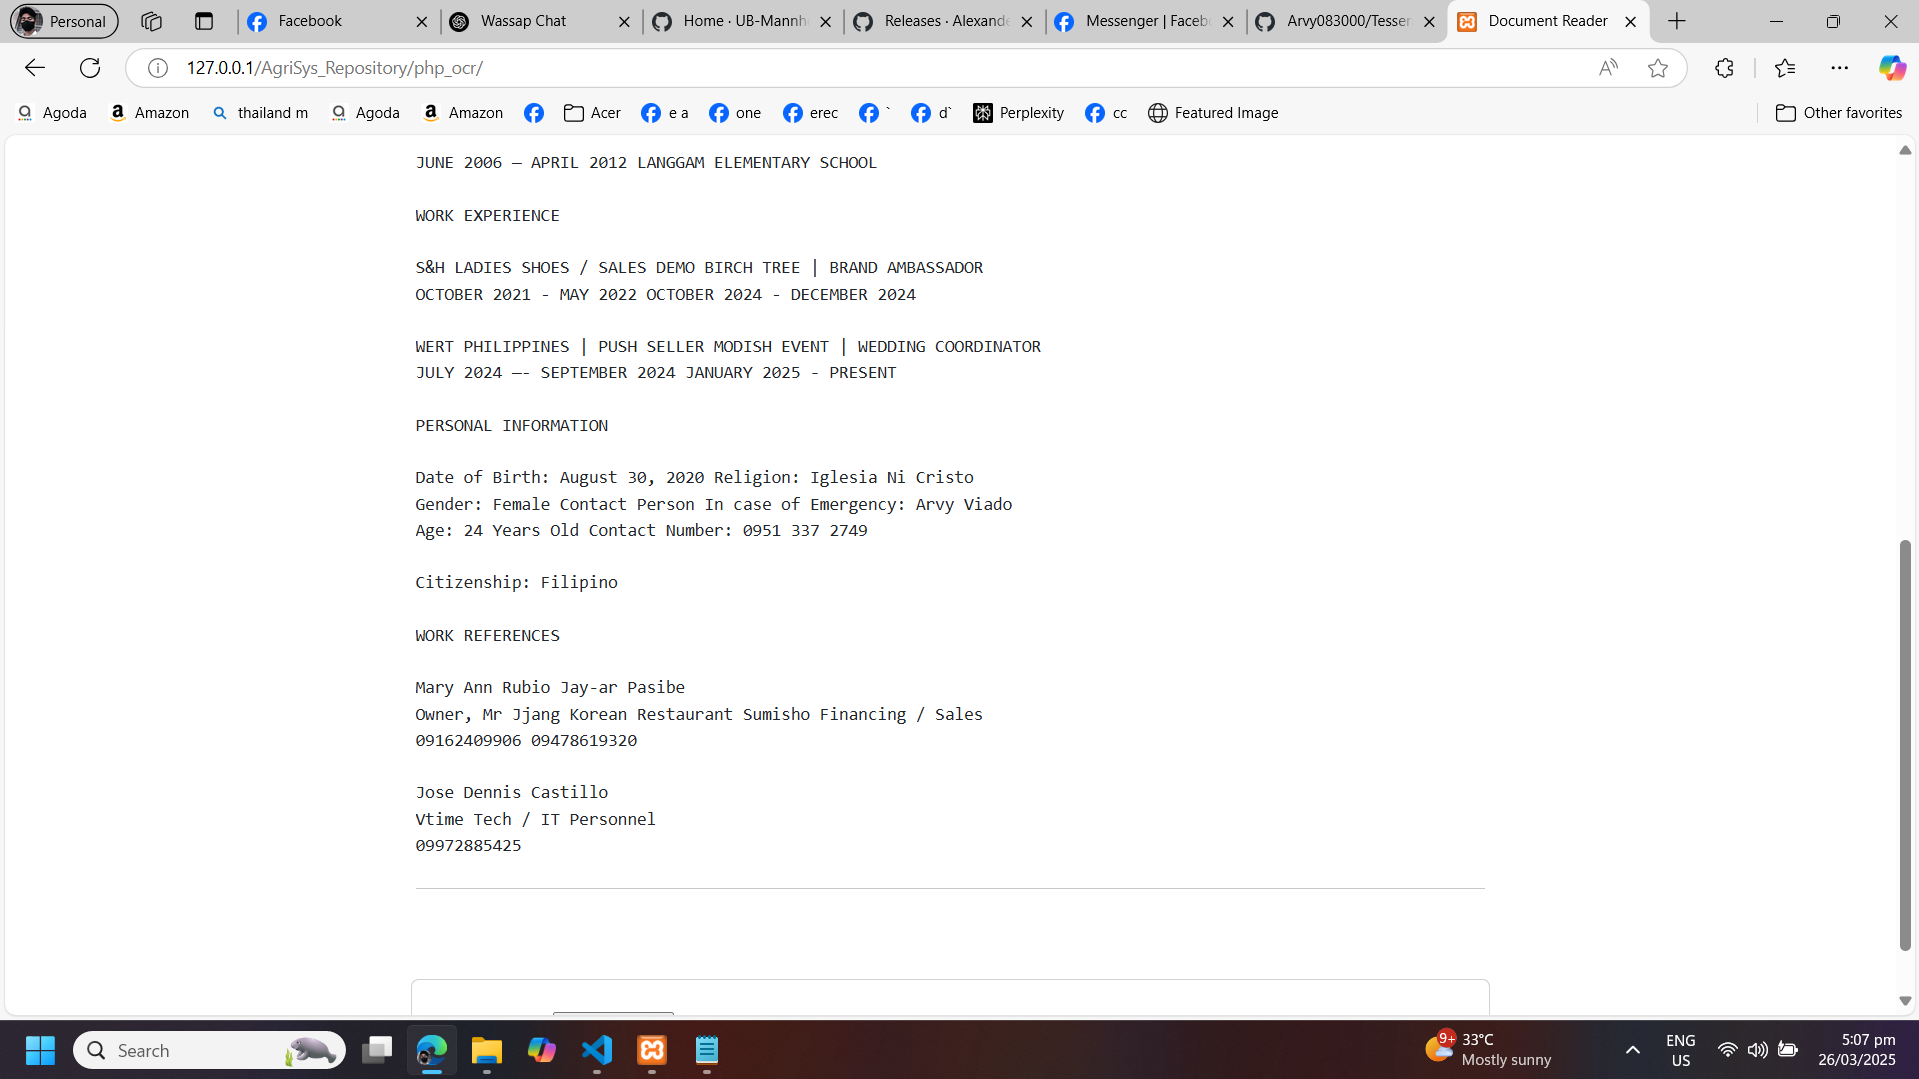 Personal
Facebook
Wassap Chat
Home · UB-Mannh
Releases · Alexande
Messenger | Facebo
Arvy083000/Tesser
Document Reader
127.0.0.1/AgriSys_Repository/php_ocr/
Agoda
Amazon
thailand m
Agoda
Amazon
Acer
e a
one
erec
`
d`
Perplexity
cc
Featured Image
Other favorites
JUNE 2006 — APRIL 2012 LANGGAM ELEMENTARY SCHOOL
WORK EXPERIENCE
S&H LADIES SHOES / SALES DEMO BIRCH TREE | BRAND AMBASSADOR
OCTOBER 2021 - MAY 2022 OCTOBER 2024 - DECEMBER 2024
WERT PHILIPPINES | PUSH SELLER MODISH EVENT | WEDDING COORDINATOR
JULY 2024 —- SEPTEMBER 2024 JANUARY 2025 - PRESENT
PERSONAL INFORMATION
Date of Birth: August 30, 2020 Religion: Iglesia Ni Cristo
Gender: Female Contact Person In case of Emergency: Arvy Viado
Age: 24 Years Old Contact Number: 0951 337 2749
Citizenship: Filipino
WORK REFERENCES
Mary Ann Rubio Jay-ar Pasibe
Owner, Mr Jjang Korean Restaurant Sumisho Financing / Sales
09162409906 09478619320
Jose Dennis Castillo
Vtime Tech / IT Personnel
09972885425
Search
9+
33°C
Mostly sunny
ENG
US
5:07 pm
26/03/2025